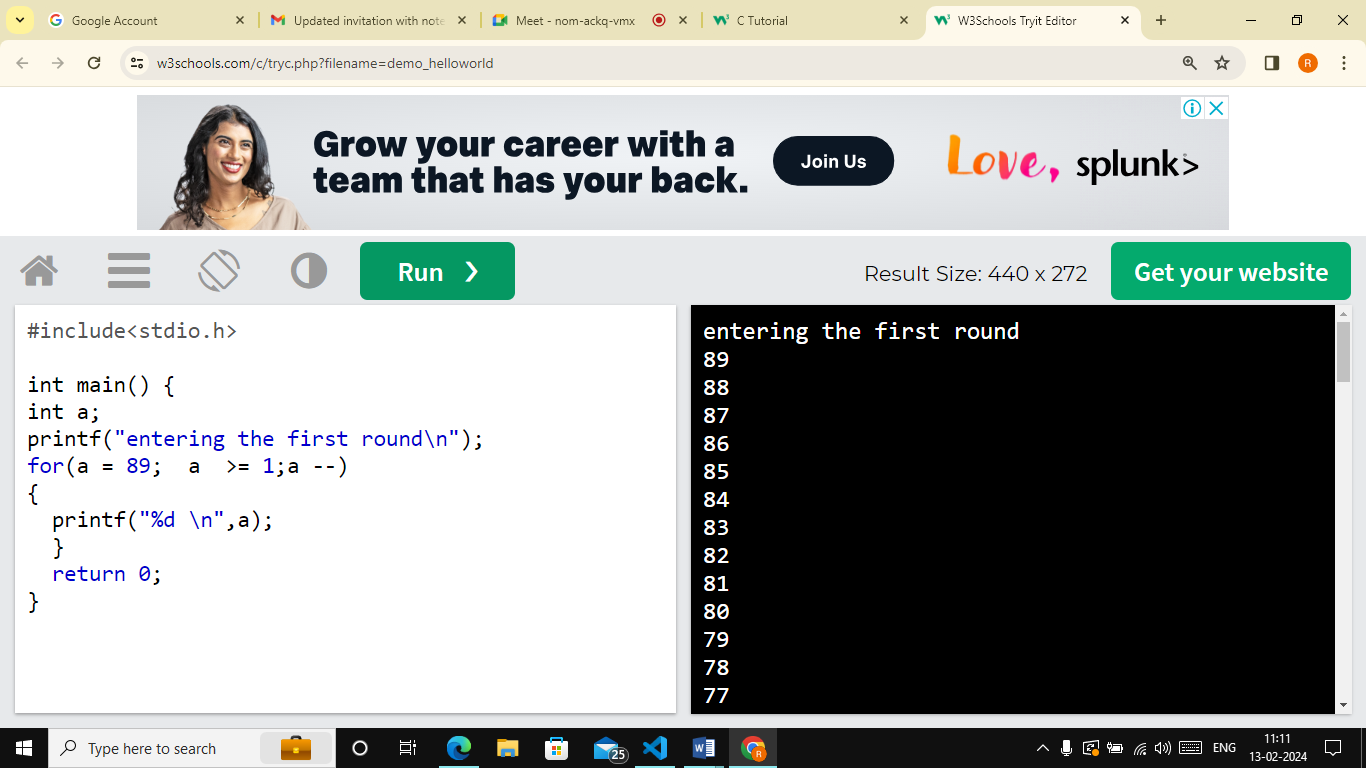 Google Account
Updated invitation with note
Meet - nom-ackq-vmx
C Tutorial
W3Schools Tryit Editor
w3schools.com/c/tryc.php?filename=demo_helloworld
R
Grow your career with a
team that has your back.
Join Us
Love, splunk>
Run ❯
Result Size: 440 x 272
Get your website
#include<stdio.h>
int main() {
int a;
printf("entering the first round\n");
for(a = 89;  a  >= 1;a --)
{
  printf("%d \n",a);
  }
  return 0;
}
entering the first round
89
88
87
86
85
84
83
82
81
80
79
78
77
Type here to search
25
R
ENG
11:11
13-02-2024